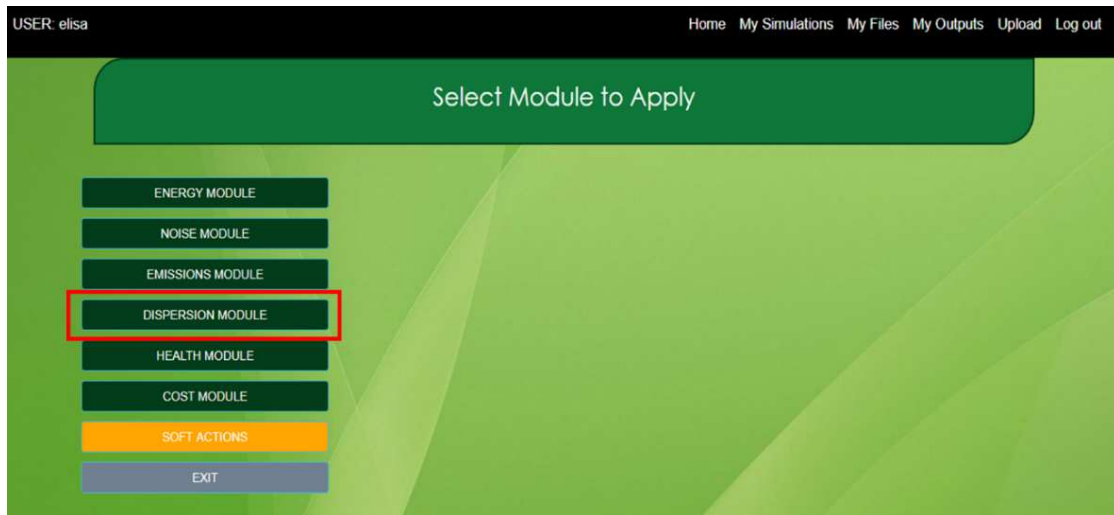 USER: elisa
Home My Simulations My Files My Outputs Upload Log out
Select Module to Apply
ENERGY MODULE
NOISE MODULE
EMISSIONS MODULE
DISPERSION MODULE
HEALTH MODULE
COST MODULE
SOFT ACTIONS
EXIT